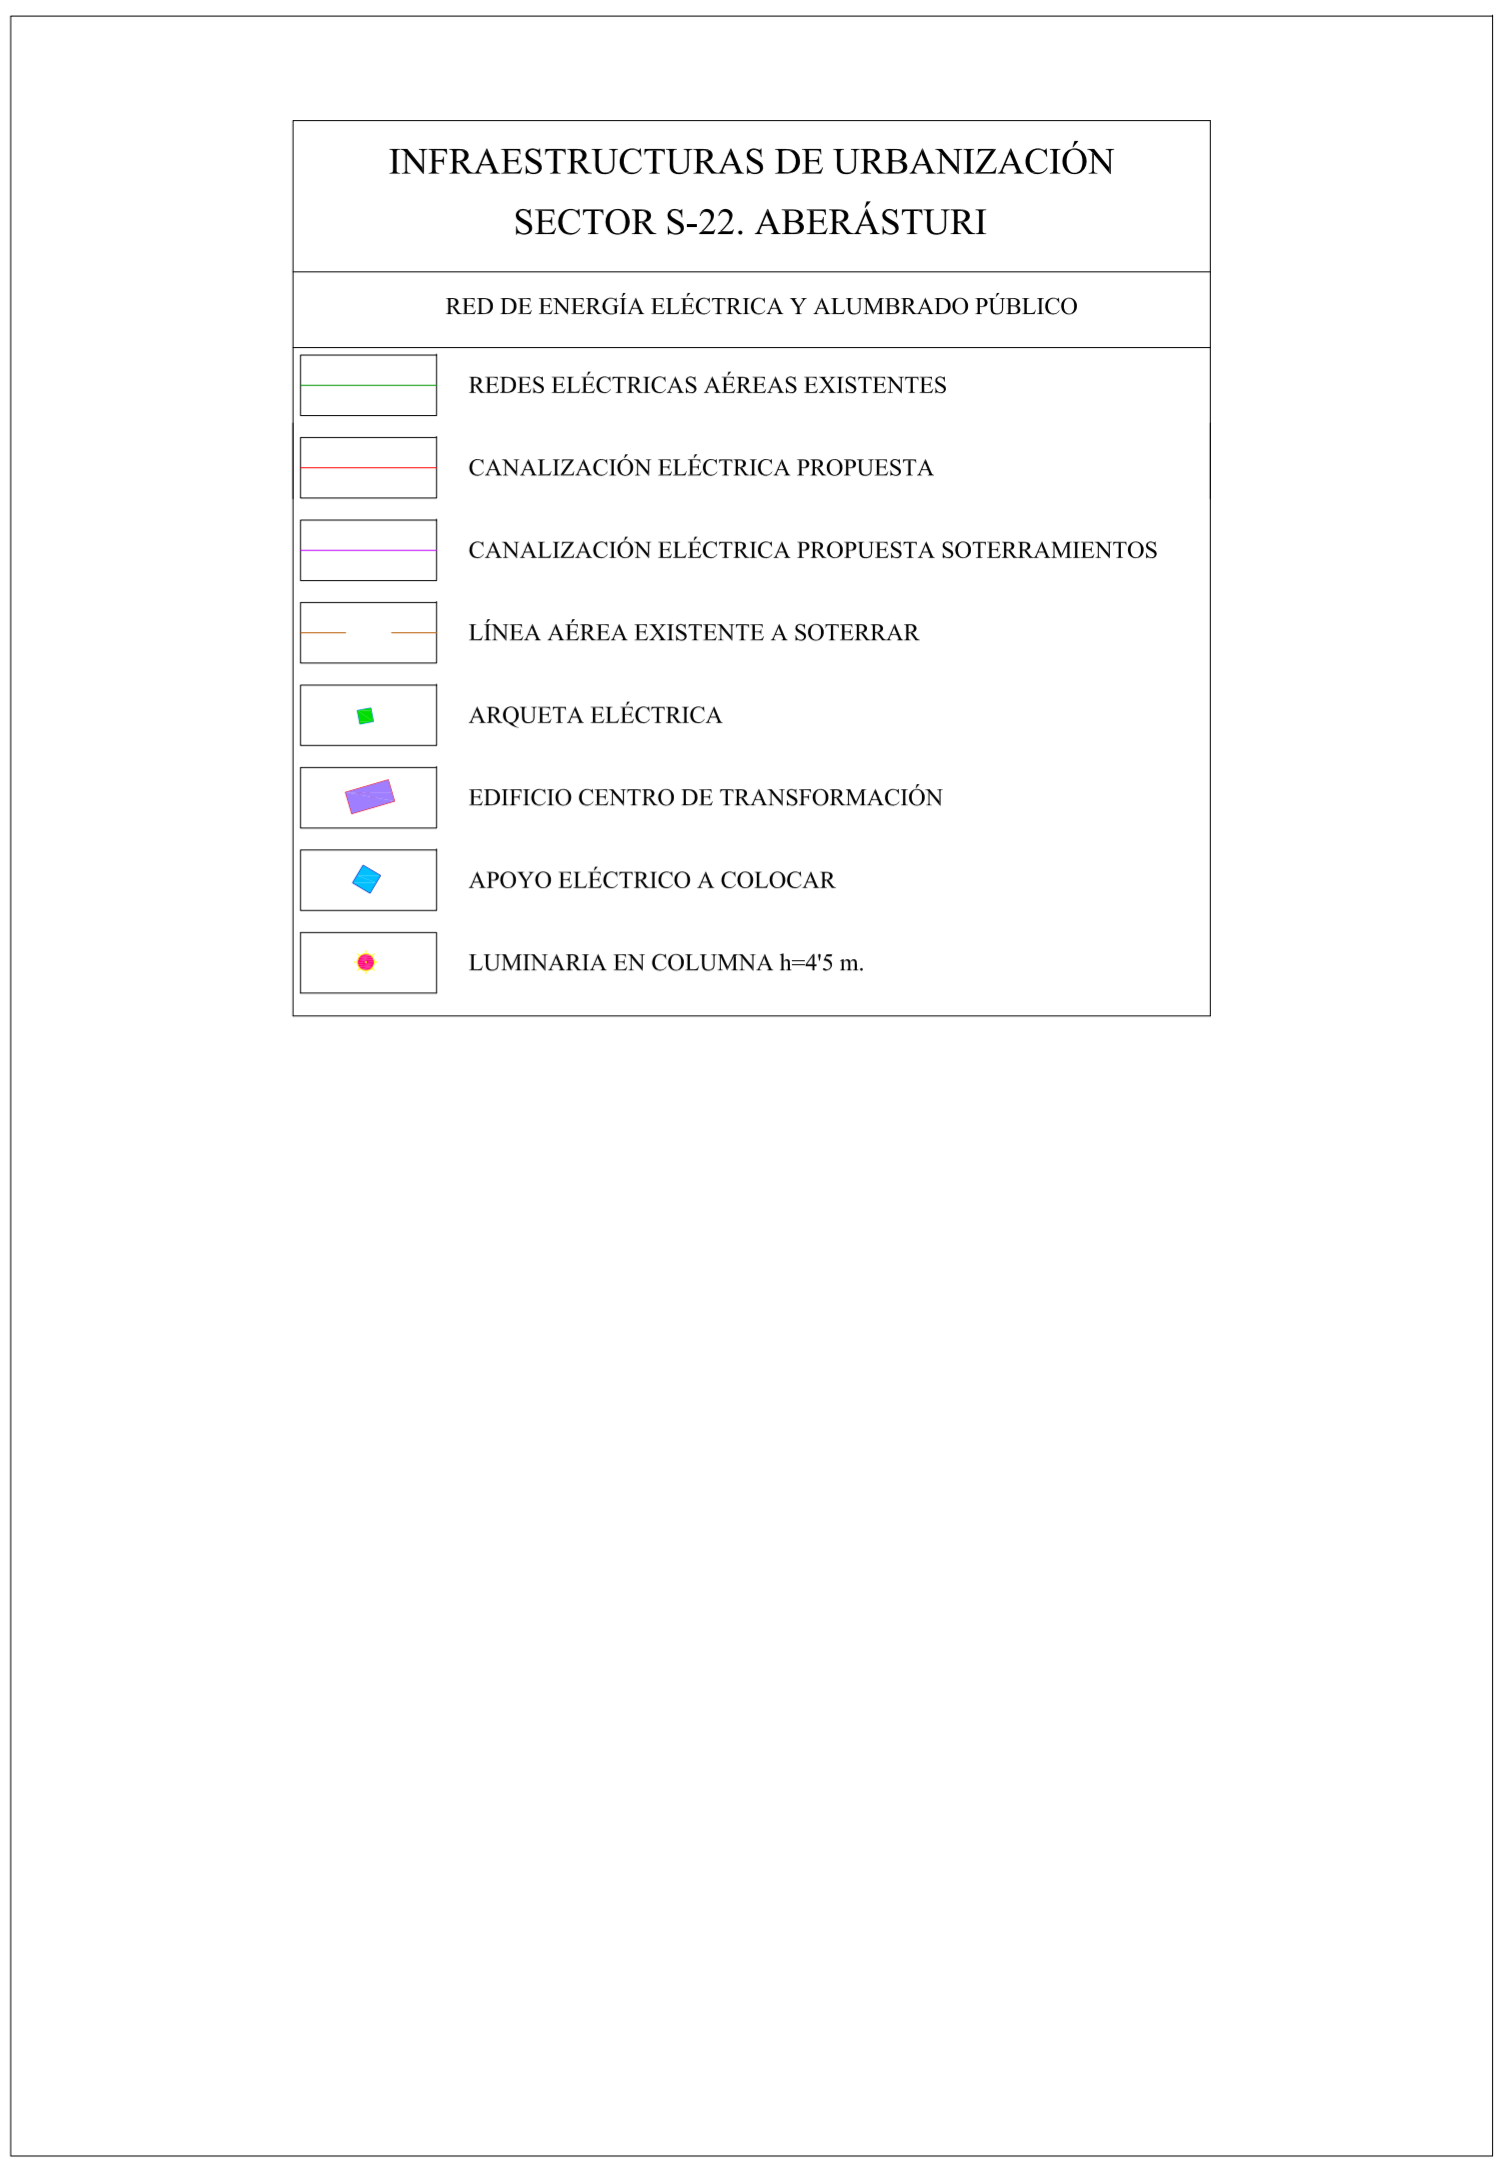 INFRAESTRUCTURAS DE URBANIZACIÓN
SECTOR S-22. ABERÁSTURI
RED DE ENERGÍA ELÉCTRICA Y ALUMBRADO PÚBLICO
REDES ELÉCTRICAS AÉREAS EXISTENTES
CANALIZACIÓN ELÉCTRICA PROPUESTA
CANALIZACIÓN ELÉCTRICA PROPUESTA SOTERRAMIENTOS
LÍNEA AÉREA EXISTENTE A SOTERRAR
ARQUETA ELÉCTRICA
EDIFICIO CENTRO DE TRANSFORMACIÓN
APOYO ELÉCTRICO A COLOCAR
LUMINARIA EN COLUMNA h=4'5 m.